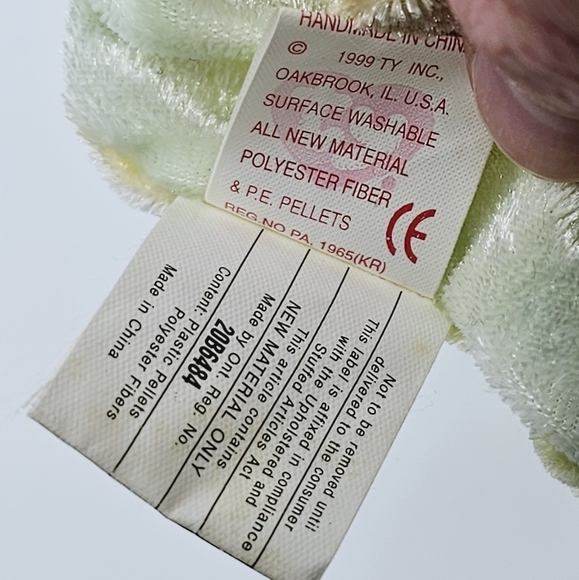 HANDMADE IN CHINA
© 1999 TY INC.,
OAKBROOK, IL. U.S.A.
SURFACE WASHABLE
ALL NEW MATERIAL
POLYESTER FIBER
& P.E. PELLETS
REG.NO PA. 1965(KR)
CE
Not to be removed until
delivered to the consumer
This label is affixed in compliance
with the Upholstered and
Stuffed Articles Act
This article contains
NEW MATERIAL ONLY
Made by Ont. Reg. No.
2086484
Content: Plastic Pellets
Polyester Fibers
Made in China